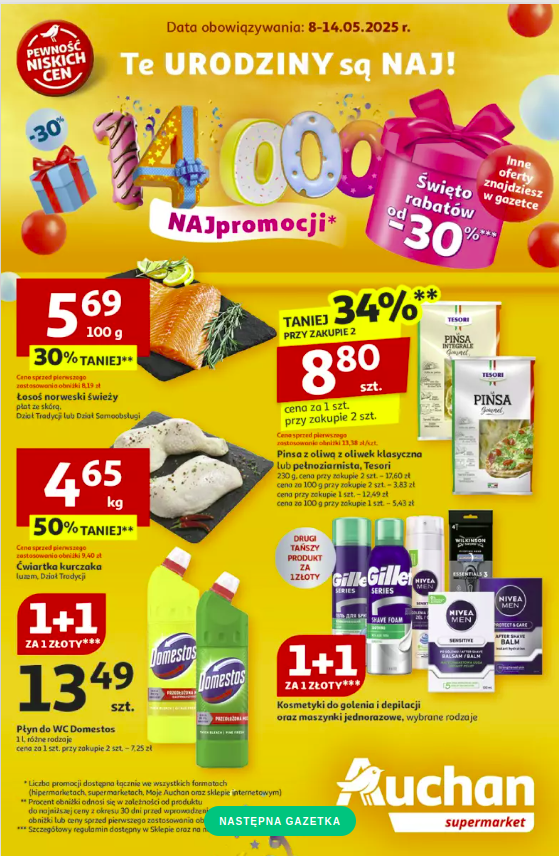 Data obowiązywania: 8-14.05.2025 r.
PEWNOŚĆ
NISKICH
CEN
Te URODZINY są NAJ!
-30%
14000
NAJpromocji*
Święto
rabatów
od
-30%***
Inne
oferty
znajdziesz
w gazetce
5 69
100 g
30% TANIEJ**
Cena sprzed pierwszego
zastosowania obniżki 8,19 zł
Łosoś norweski świeży
płat ze skórą,
Dział Tradycji lub Dział Samoobsługi
TANIEJ 34%**
PRZY ZAKUPIE 2
8 80
szt.
cena za 1 szt.
przy zakupie 2 szt.
Cena sprzed pierwszego
zastosowania obniżki 13,38 zł/szt.
Pinsa z oliwą z oliwek klasyczna
lub pełnoziarnista, Tesori
230 g, cena przy zakupie 2 szt. – 17,60 zł
cena za 100 g przy zakupie 2 szt. – 3,83 zł
cena przy zakupie 1 szt. – 12,49 zł
cena za 100 g przy zakupie 1 szt. – 5,43 zł
TESORI
PINSA
INTEGRALE
Gourmet
TESORI
PINSA
Gourmet
4 65
kg
50% TANIEJ**
Cena sprzed pierwszego
zastosowania obniżki 9,40 zł
Ćwiartka kurczaka
luzem, Dział Tradycji
1+1
ZA 1 ZŁOTY***
13 49
szt.
Płyn do WC Domestos
1 l, różne rodzaje
cena za 1 szt. przy zakupie 2 szt. – 7,25 zł
Domestos
Domestos
DRUGI
TAŃSZY
PRODUKT
ZA
1 ZŁOTY
Gillette
SERIES
Gillette
SERIES
SHAVE FOAM
NIVEA
MEN
WILKINSON
SWORD
NIVEA
MEN
SENSITIVE
BALSAM / BALM
NIVEA
MEN
PROTECT & CARE
AFTER SHAVE
BALM
1+1
ZA 1 ZŁOTY***
Kosmetyki do golenia i depilacji
oraz maszynki jednorazowe, wybrane rodzaje
* Liczba promocji dostępna łącznie we wszystkich formatach
(hipermarketach, supermarketach, Moje Auchan oraz sklepie internetowym)
** Procent obniżki odnosi się w zależności od produktu
do najniższej ceny z okresu 30 dni przed wprowadzeniem
obniżki lub ceny sprzed pierwszego zastosowania ob
*** Szczegółowy regulamin dostępny w Sklepie oraz na
NASTĘPNA GAZETKA
Auchan
supermarket